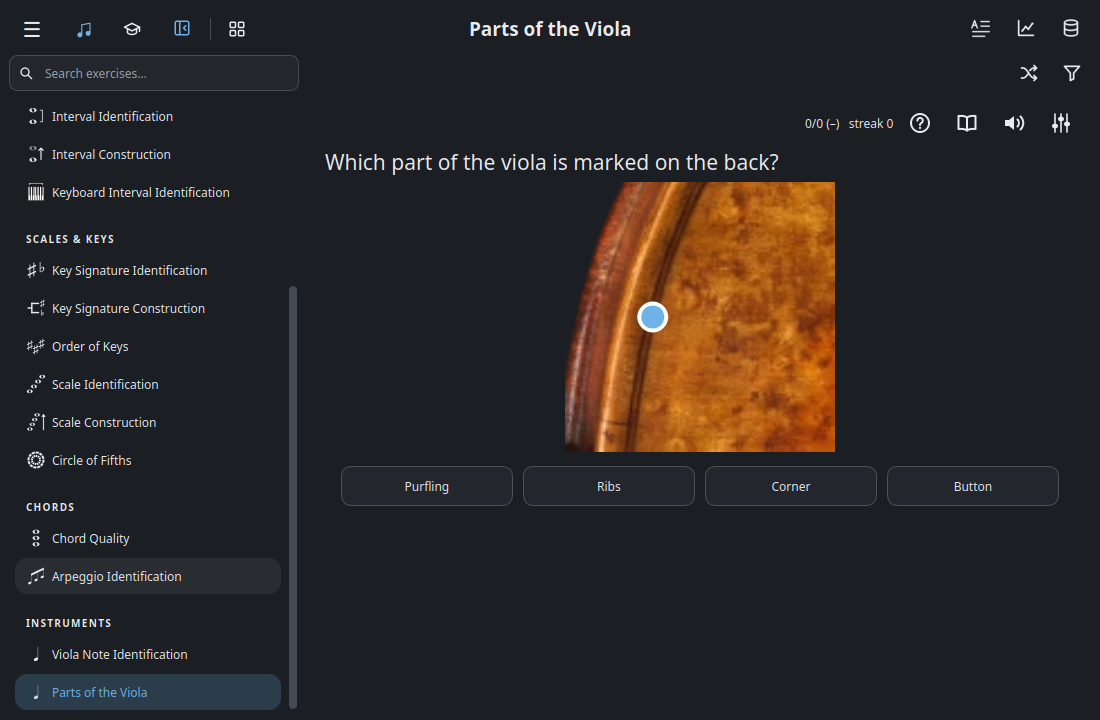 Parts of the Viola
Search exercises...
Interval Identification
Interval Construction
Keyboard Interval Identification
SCALES & KEYS
Key Signature Identification
Key Signature Construction
Order of Keys
Scale Identification
Scale Construction
Circle of Fifths
CHORDS
Chord Quality
Arpeggio Identification
INSTRUMENTS
Viola Note Identification
Parts of the Viola
0/0 (–) streak 0
Which part of the viola is marked on the back?
Purfling
Ribs
Corner
Button